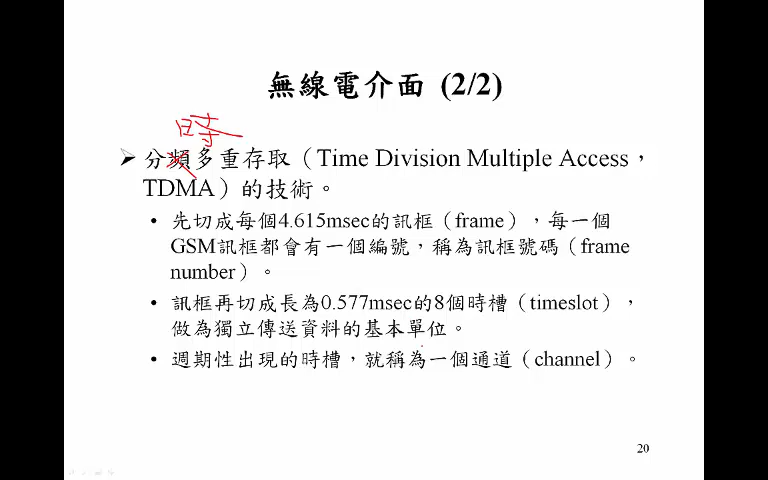 無線電介面 (2/2)
時
分頻多重存取（Time Division Multiple Access，
TDMA）的技術。
先切成每個4.615msec的訊框（frame），每一個
GSM訊框都會有一個編號，稱為訊框號碼（frame
number）。
訊框再切成長為0.577msec的8個時槽（timeslot），
做為獨立傳送資料的基本單位。
週期性出現的時槽，就稱為一個通道（channel）。
20